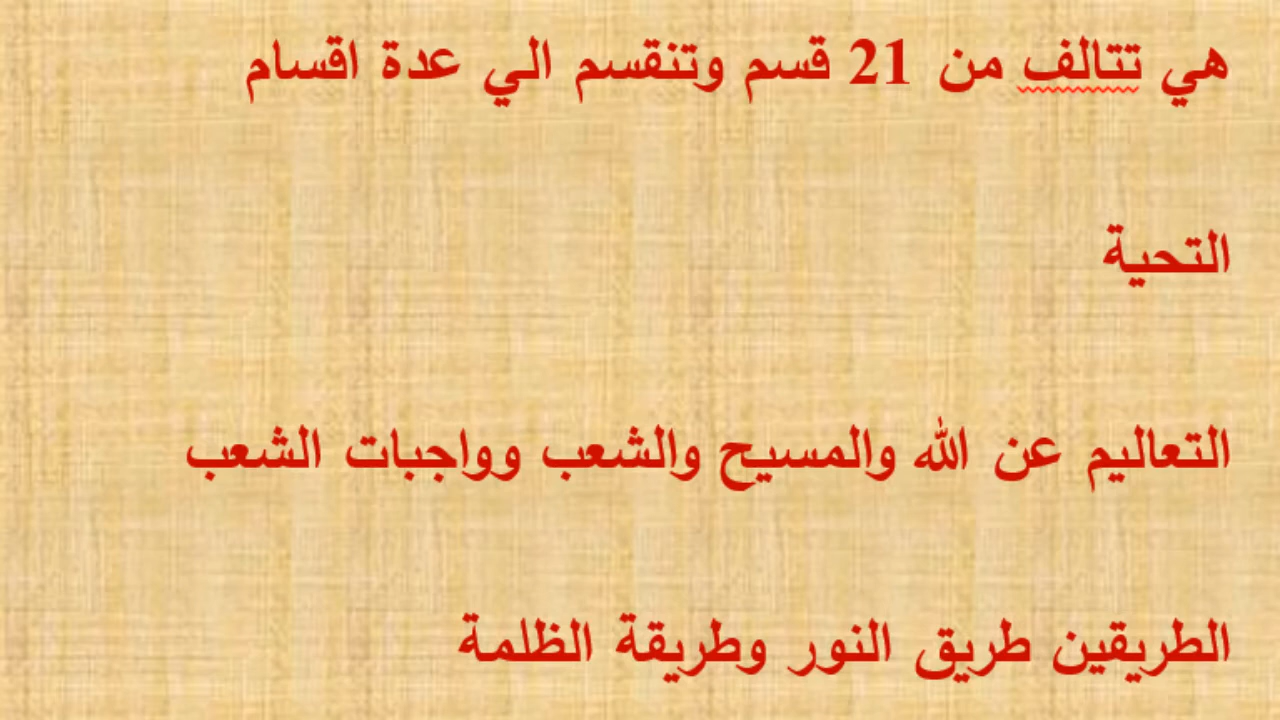 هي تتالف من 21 قسم وتنقسم الي عدة اقسام
التحية
التعاليم عن الله والمسيح والشعب وواجبات الشعب
الطريقين طريق النور وطريقة الظلمة